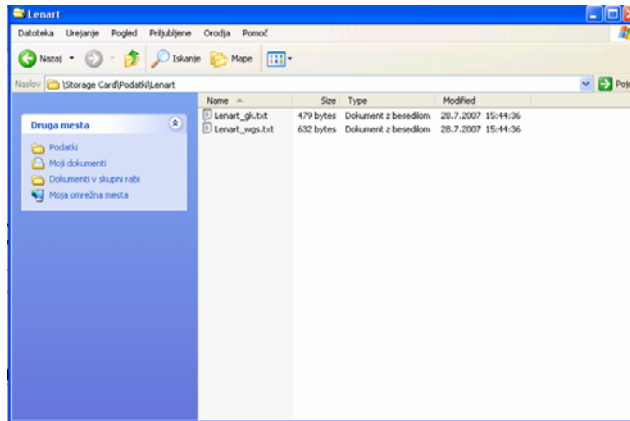 Lenart
Datoteka Urejanje Pogled Priljubljene Orodja Pomoč
Nazaj Iskanje Mape
Naslov \Storage Card\Podatki\Lenart Poj
Name Size Type Modified
Lenart_gk.txt 479 bytes Dokument z besedilom 28.7.2007 15:44:36
Lenart_wgs.txt 632 bytes Dokument z besedilom 28.7.2007 15:44:36
Druga mesta
Podatki
Moji dokumenti
Dokumenti v skupni rabi
Moja omrežna mesta